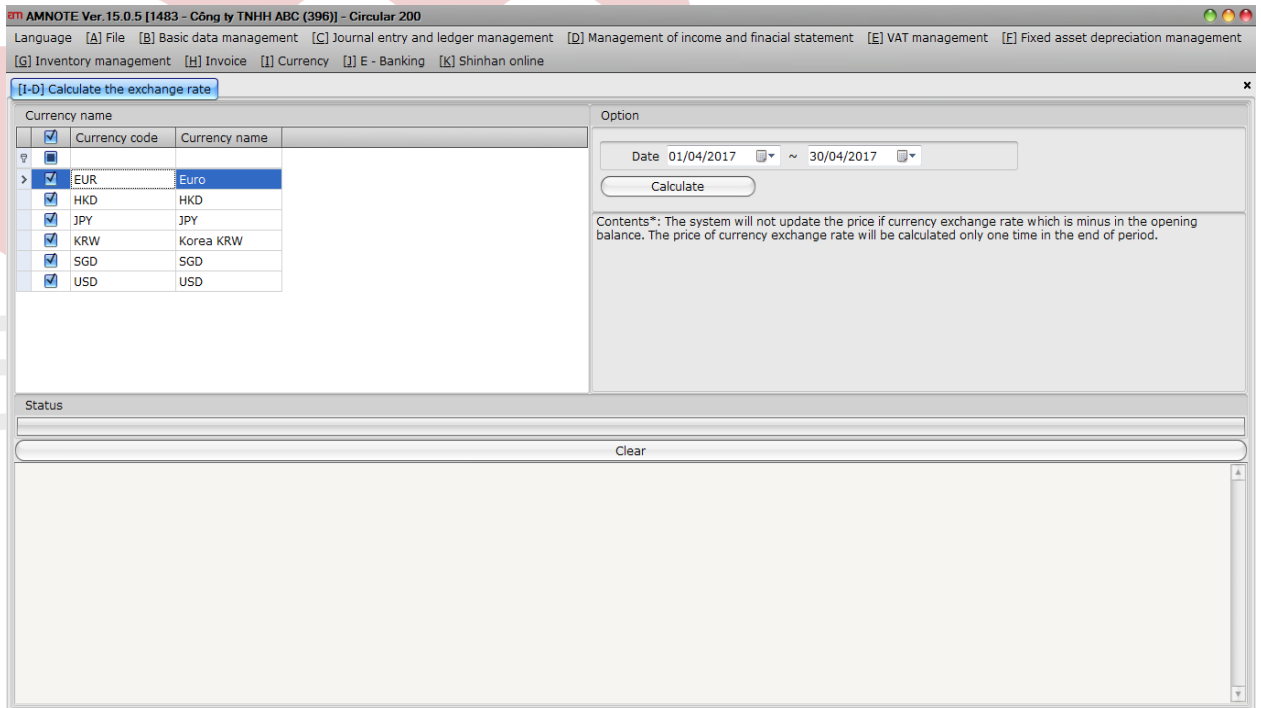 am AMNOTE Ver.15.0.5 [1483 - Công ty TNHH ABC (396)] - Circular 200
Language [A] File [B] Basic data management [C] Journal entry and ledger management [D] Management of income and finacial statement [E] VAT management [F] Fixed asset depreciation management
[G] Inventory management [H] Invoice [I] Currency [J] E - Banking [K] Shinhan online
[I-D] Calculate the exchange rate
Currency name
Currency code Currency name
EUR Euro
HKD HKD
JPY JPY
KRW Korea KRW
SGD SGD
USD USD
Option
Date 01/04/2017 ~ 30/04/2017
Calculate
Contents*: The system will not update the price if currency exchange rate which is minus in the opening
balance. The price of currency exchange rate will be calculated only one time in the end of period.
Status
Clear